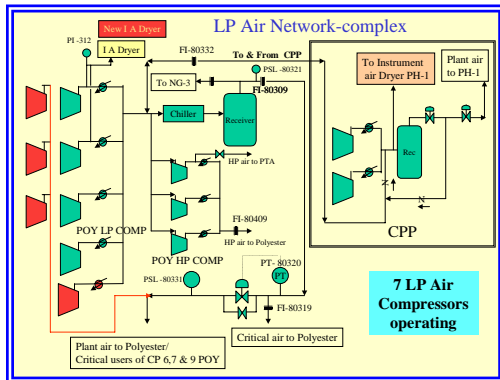 LP Air Network-complex
New I A Dryer
PI -312
I A Dryer
FI-80332
To & From CPP
PSL -80321
To NG-3
FI-80309
To Instrument
air Dryer PH-1
Plant air
to PH-1
Chiller
Receiver
Rec
HP air to PTA
N
N
CPP
FI-80409
HP air to Polyester
POY LP COMP
POY HP COMP
PT- 80320
PSL -80331
PT
FI-80319
7 LP Air
Compressors
operating
Critical air to Polyester
Plant air to Polyester/
Critical users of CP 6,7 & 9 POY